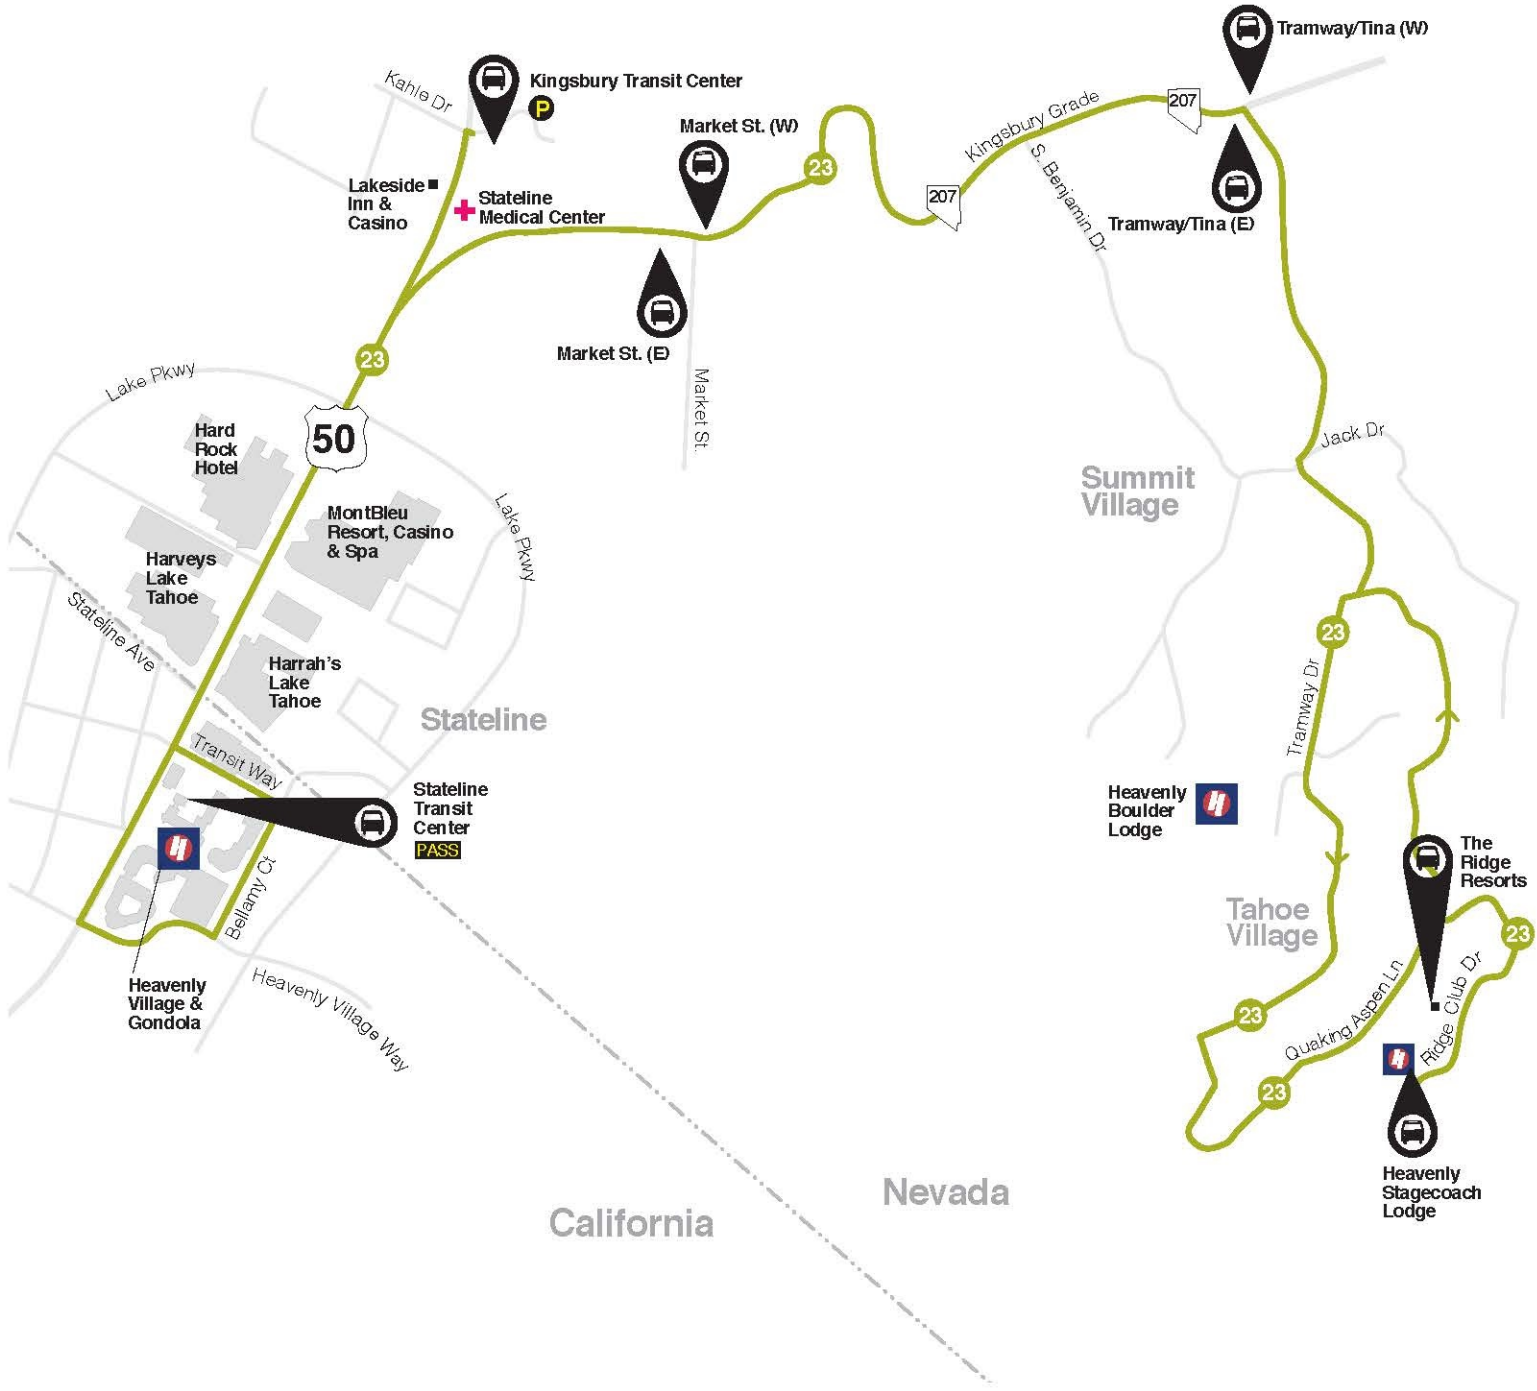 Tramway/Tina (W)
Kahle Dr
Kingsbury Transit Center
P
Market St. (W)
Kingsbury Grade
207
23
207
S. Benjamin Dr
Tramway/Tina (E)
Lakeside
Inn &
Casino
Stateline
Medical Center
Market St. (E)
23
Lake Pkwy
Market St.
50
Hard
Rock
Hotel
Jack Dr
Summit
Village
Lake Pkwy
MontBleu
Resort, Casino
& Spa
Harveys
Lake
Tahoe
Stateline Ave
23
Tramway Dr
Harrah's
Lake
Tahoe
Stateline
Transit Way
Stateline
Transit
Center
PASS
Heavenly
Boulder
Lodge
H
H
The
Ridge
Resorts
Bellamy Ct
Tahoe
Village
23
Heavenly
Village &
Gondola
Heavenly Village Way
23
Quaking Aspen Ln
Ridge Club Dr
H
23
Heavenly
Stagecoach
Lodge
Nevada
California